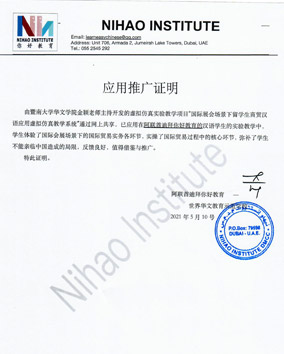 NIHAO INSTITUTE
Email: learneasychinese@qq.com
Address: Unit 706, Armada 2, Jumeirah Lake Towers, Dubai, UAE
NIHAO INSTITUTE
你好教育
应用推广证明
由暨南大学华文学院金颖老师主持开发的虚拟仿真实验教学项目“国际展会场景下留学生商贸汉
语应用虚拟仿真教学系统”通过网上共享，已应用在阿联酋迪拜你好教育的汉语学生的实验教学中，
学生体验了国际会展场景下的国际贸易实务各环节，实操了国际贸易过程中的核心环节，弥补了学生
不能亲临中国造成的局限，反馈良好，值得借鉴与推广。
特此证明。
阿联酋迪拜你好教育
世界华文教育
2021 年 5 月 10
P.O.Box: 79698
DUBAI - U.A.E.
NIHAO INSTITUTE DMCC
Nihao Institute